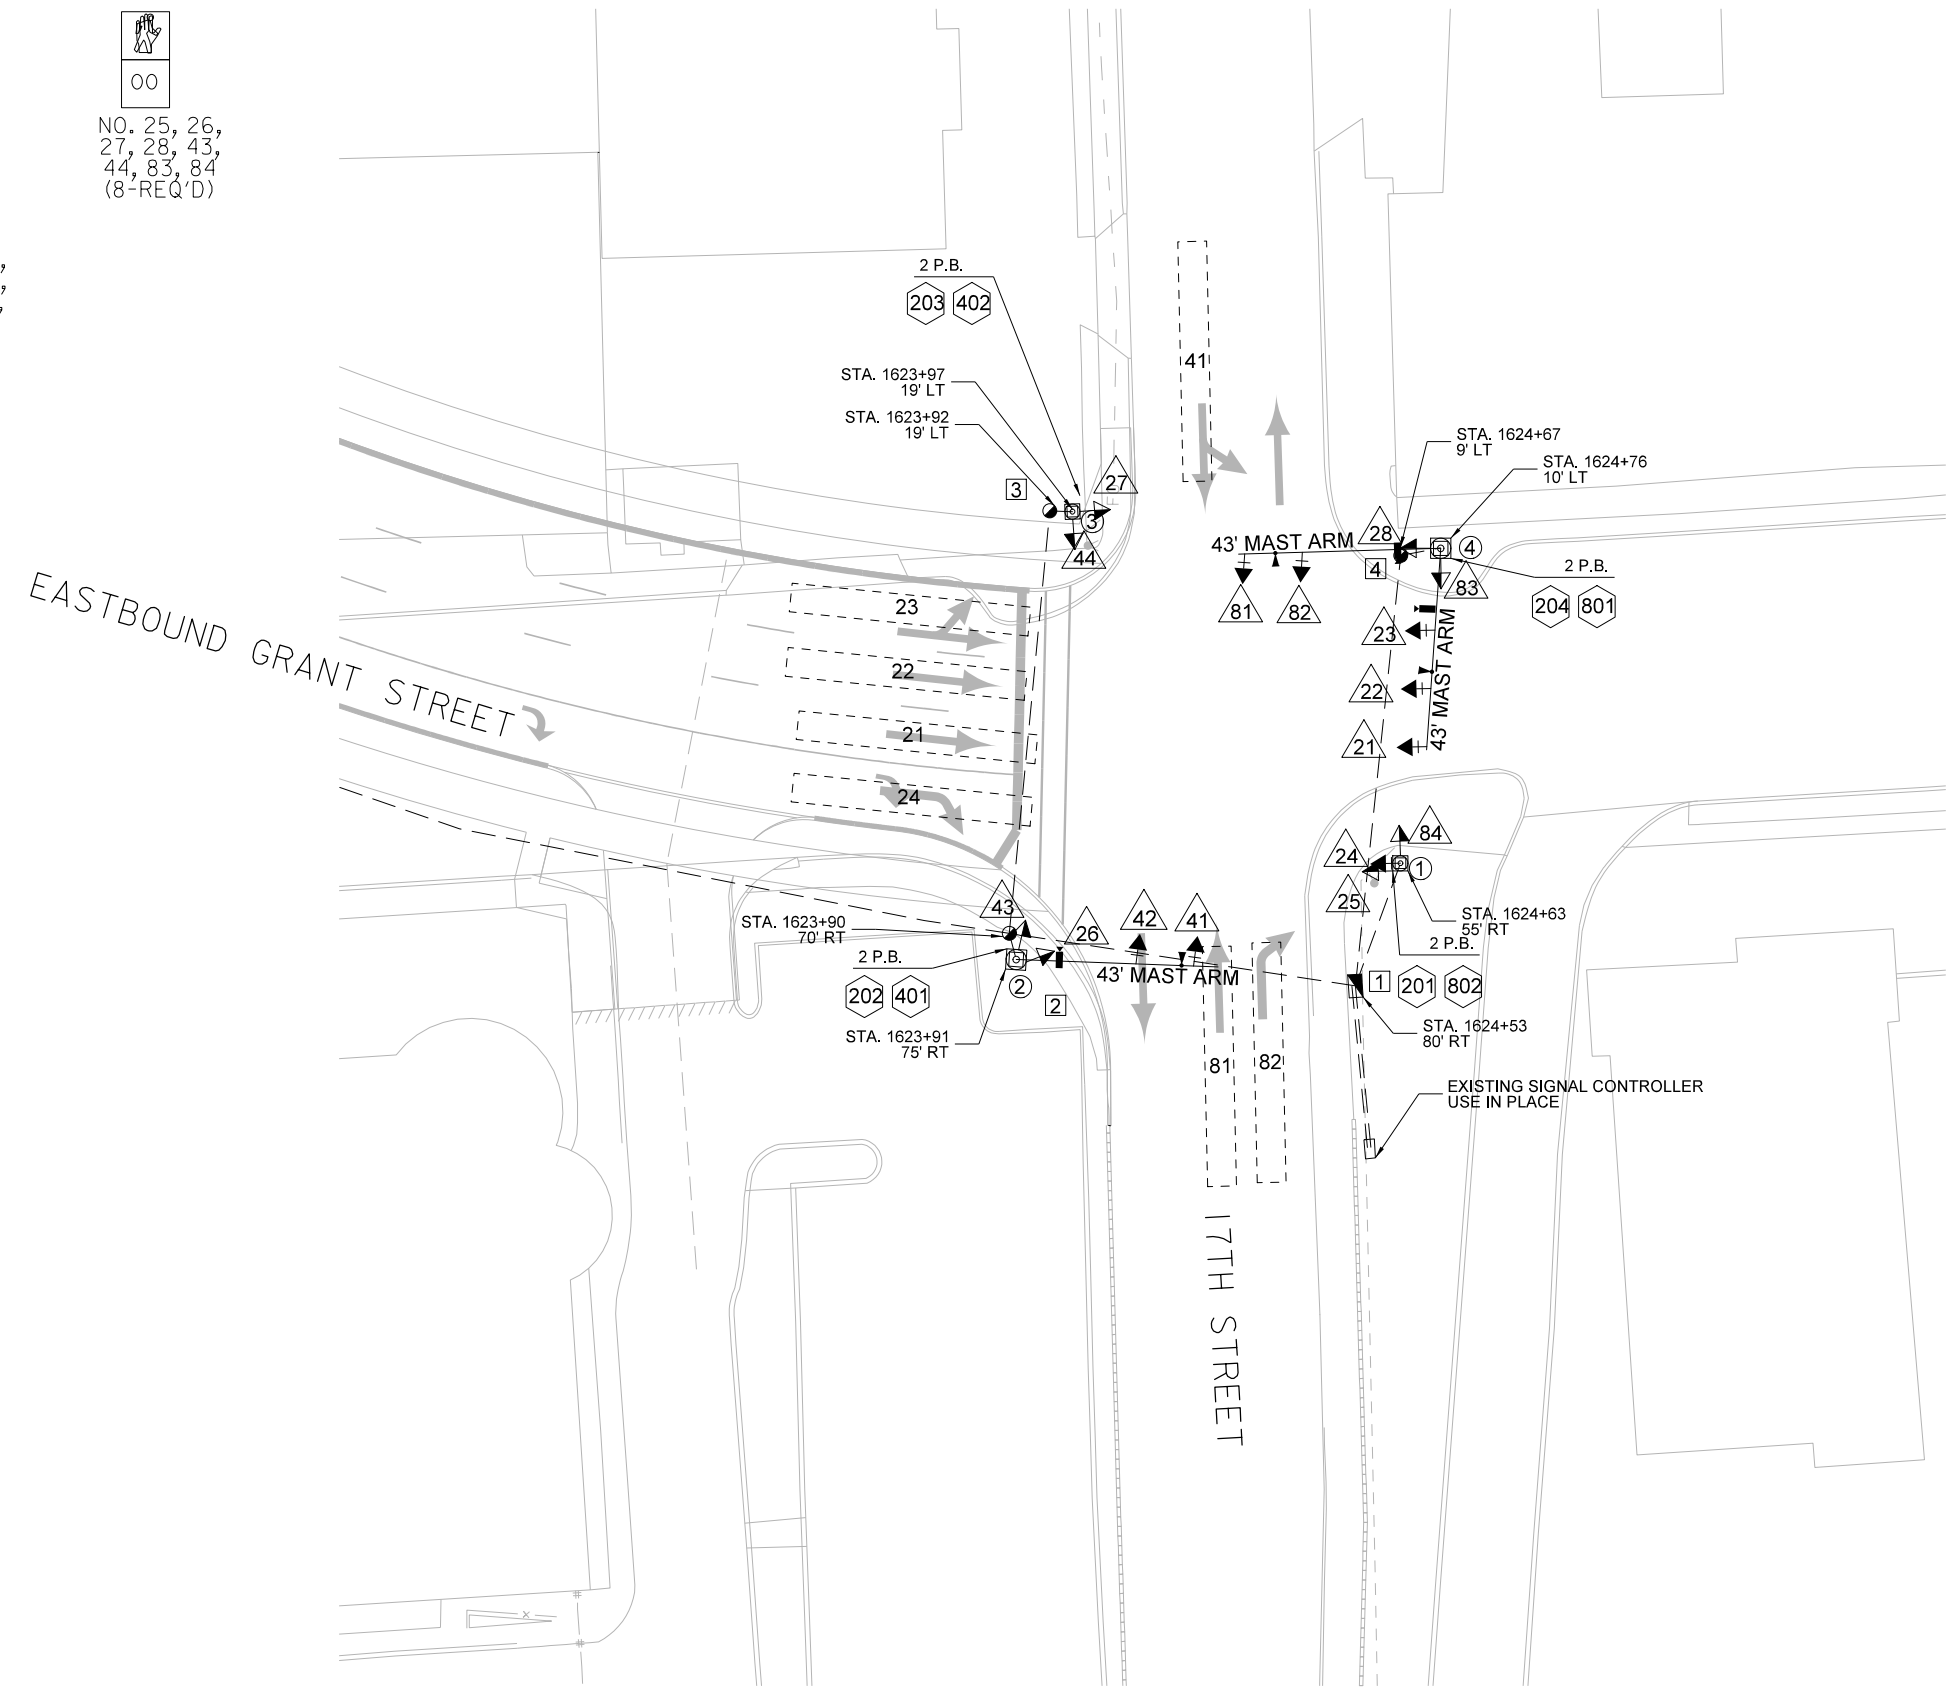 00
NO. 25, 26,
27, 28, 43,
44, 83, 84
(8-REQ'D)
,
,
,
2 P.B.
203 402
41
STA. 1623+97
19' LT
STA. 1623+92
19' LT
3
27
3
44
STA. 1624+67
9' LT
STA. 1624+76
10' LT
28
43' MAST ARM
4
4
2 P.B.
83
204 801
81
82
23
43' MAST ARM
22
21
EASTBOUND GRANT STREET
23
22
21
24
84
24
1
25
STA. 1624+63
55' RT
2 P.B.
1
201 802
STA. 1624+53
80' RT
43
STA. 1623+90
70' RT
26
42
41
2 P.B.
43' MAST ARM
202 401
2
2
STA. 1623+91
75' RT
81
82
EXISTING SIGNAL CONTROLLER
USE IN PLACE
17TH STREET
x